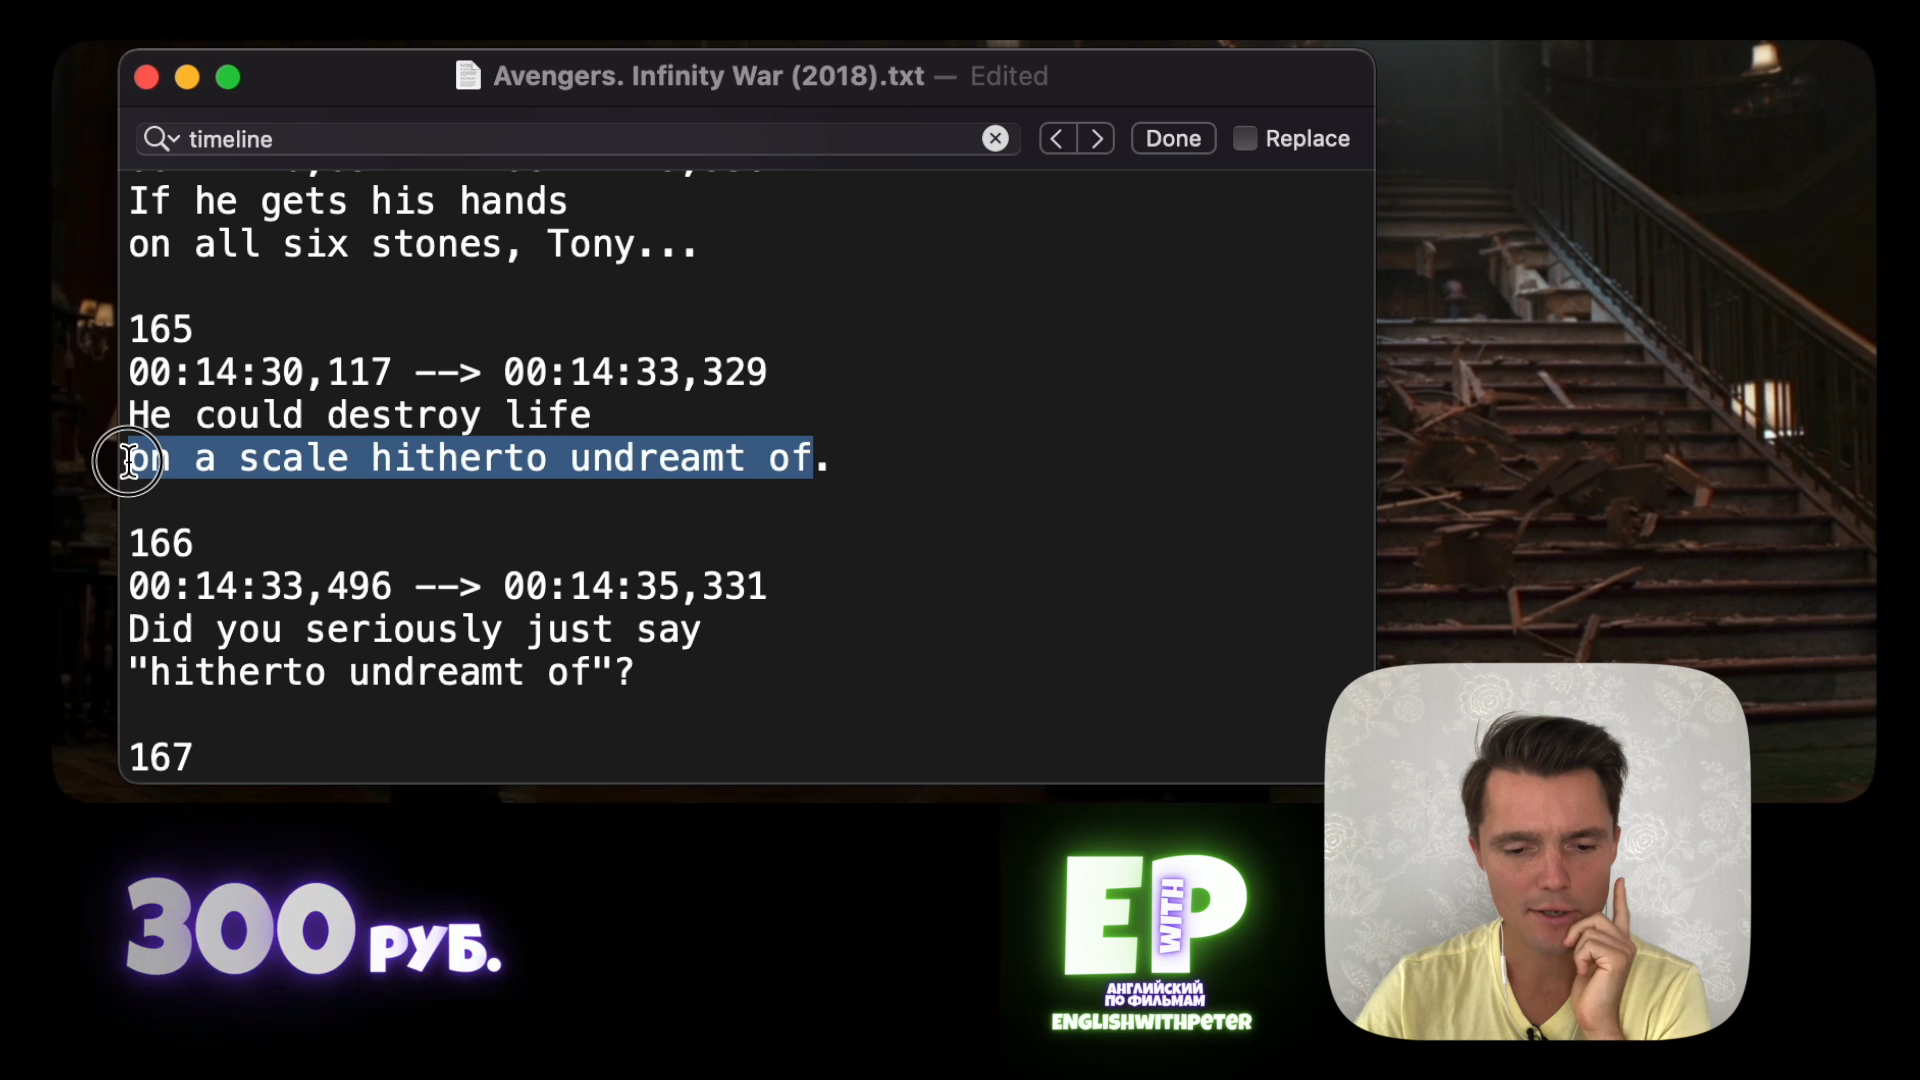 Avengers. Infinity War (2018).txt — Edited
timeline
Done
Replace
If he gets his hands
on all six stones, Tony...
165
00:14:30,117 --> 00:14:33,329
He could destroy life
on a scale hitherto undreamt of.
166
00:14:33,496 --> 00:14:35,331
Did you seriously just say
"hitherto undreamt of"?
167
300 РУБ.
E WITH P
АНГЛИЙСКИЙ
ПО ФИЛЬМАМ
ENGLISHWITHPETER